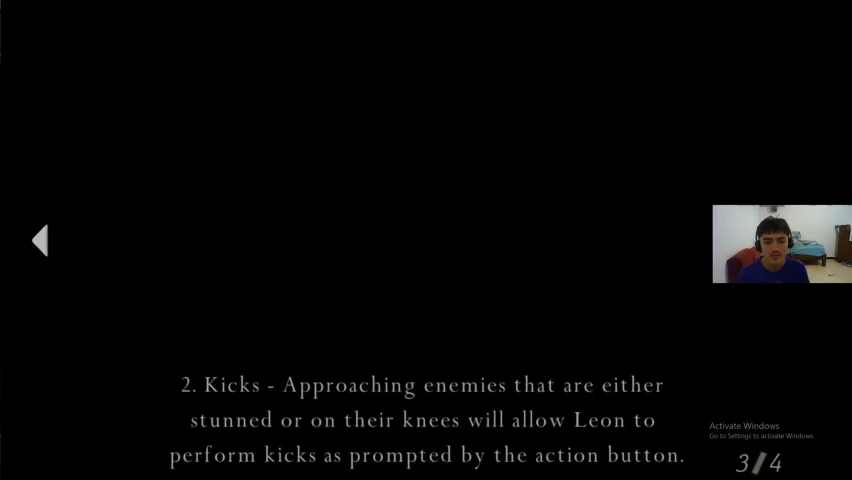 2. Kicks - Approaching enemies that are either
stunned or on their knees will allow Leon to
perform kicks as prompted by the action button.
Activate Windows
Go to Settings to activate Windows.
3/4